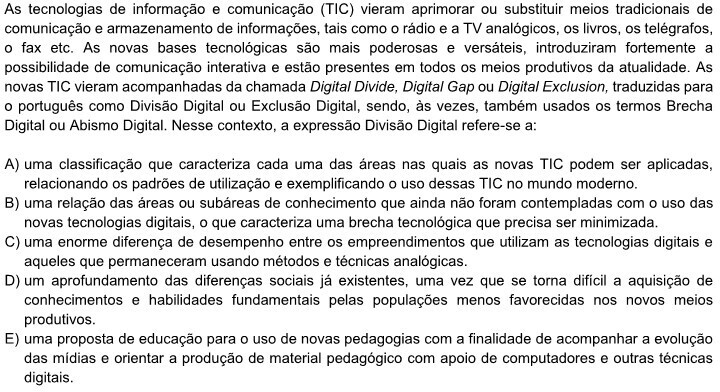 As tecnologias de informação e comunicação (TIC) vieram aprimorar ou substituir meios tradicionais de
comunicação e armazenamento de informações, tais como o rádio e a TV analógicos, os livros, os telégrafos,
o fax etc. As novas bases tecnológicas são mais poderosas e versáteis, introduziram fortemente a
possibilidade de comunicação interativa e estão presentes em todos os meios produtivos da atualidade. As
novas TIC vieram acompanhadas da chamada Digital Divide, Digital Gap ou Digital Exclusion, traduzidas para
o português como Divisão Digital ou Exclusão Digital, sendo, às vezes, também usados os termos Brecha
Digital ou Abismo Digital. Nesse contexto, a expressão Divisão Digital refere-se a:
A) uma classificação que caracteriza cada uma das áreas nas quais as novas TIC podem ser aplicadas,
relacionando os padrões de utilização e exemplificando o uso dessas TIC no mundo moderno.
B) uma relação das áreas ou subáreas de conhecimento que ainda não foram contempladas com o uso das
novas tecnologias digitais, o que caracteriza uma brecha tecnológica que precisa ser minimizada.
C) uma enorme diferença de desempenho entre os empreendimentos que utilizam as tecnologias digitais e
aqueles que permaneceram usando métodos e técnicas analógicas.
D) um aprofundamento das diferenças sociais já existentes, uma vez que se torna difícil a aquisição de
conhecimentos e habilidades fundamentais pelas populações menos favorecidas nos novos meios
produtivos.
E) uma proposta de educação para o uso de novas pedagogias com a finalidade de acompanhar a evolução
das mídias e orientar a produção de material pedagógico com apoio de computadores e outras técnicas
digitais.